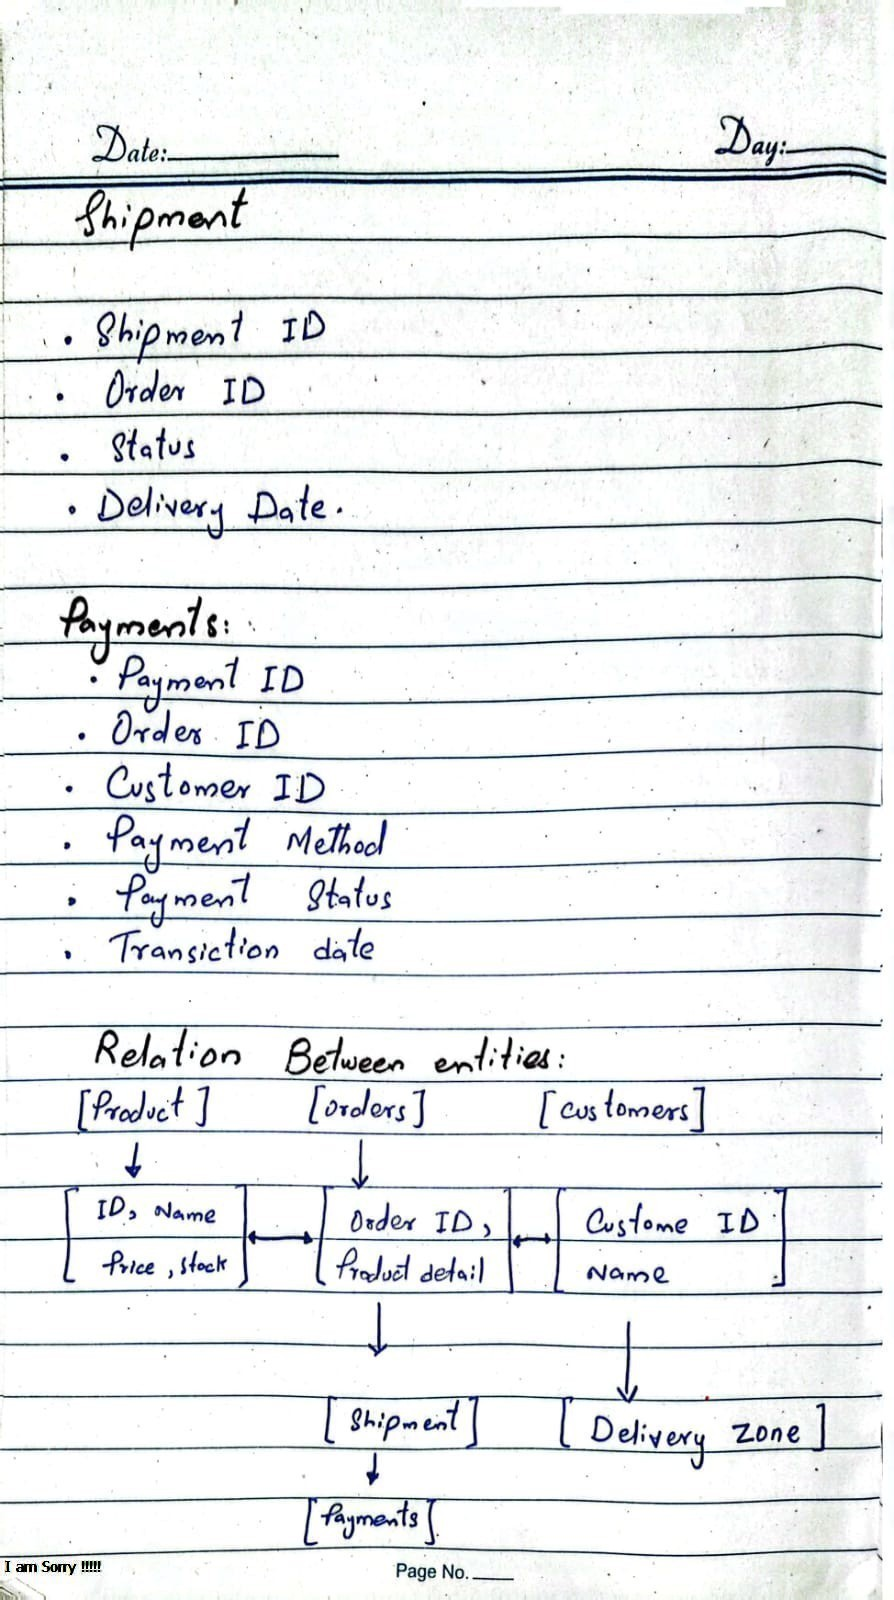 Date:
Day:
Shipment
• Shipment ID
• Order ID
• Status
• Delivery Date.
Payments:
• Payment ID
• Order ID
• Customer ID
• Payment Method
• Payment Status
• Transiction date
Relation Between entities:
[Product] [orders] [customers]
ID, Name Order ID, Custome ID
Price, stock Product detail Name
[Shipment] [Delivery zone]
[Payments]
I am Sorry !!!!!
Page No.